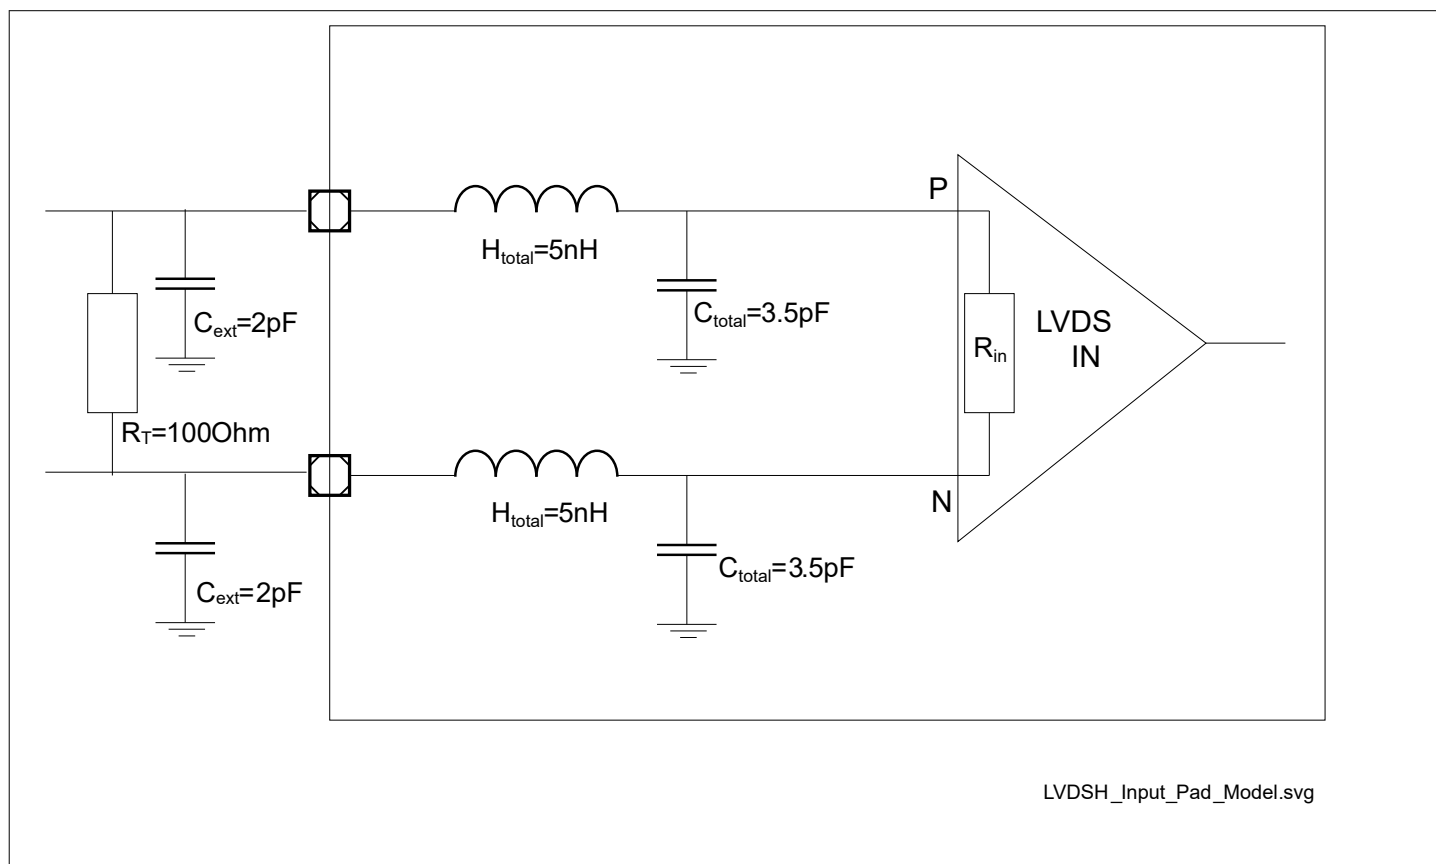 P
H_total=5nH
C_ext=2pF
C_total=3.5pF
LVDS
IN
R_in
R_T=100Ohm
N
H_total=5nH
C_total=3.5pF
C_ext=2pF
LVDSH_Input_Pad_Model.svg